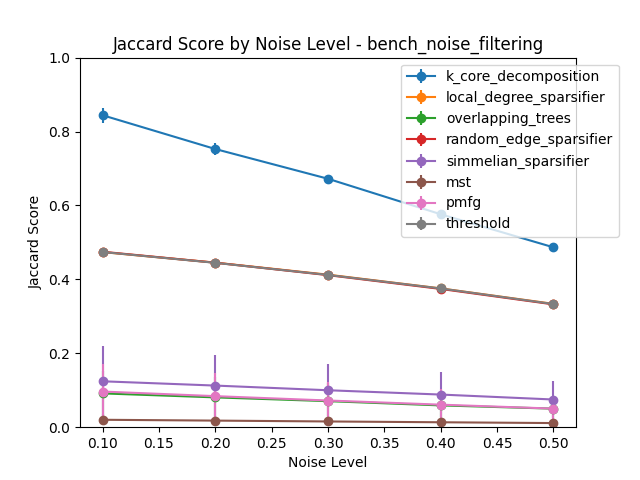 Jaccard Score by Noise Level - bench_noise_filtering
1.0
0.8
0.6
0.4
0.2
0.0
Jaccard Score
k_core_decomposition
local_degree_sparsifier
overlapping_trees
random_edge_sparsifier
simmelian_sparsifier
mst
pmfg
threshold
0.10 0.15 0.20 0.25 0.30 0.35 0.40 0.45 0.50
Noise Level